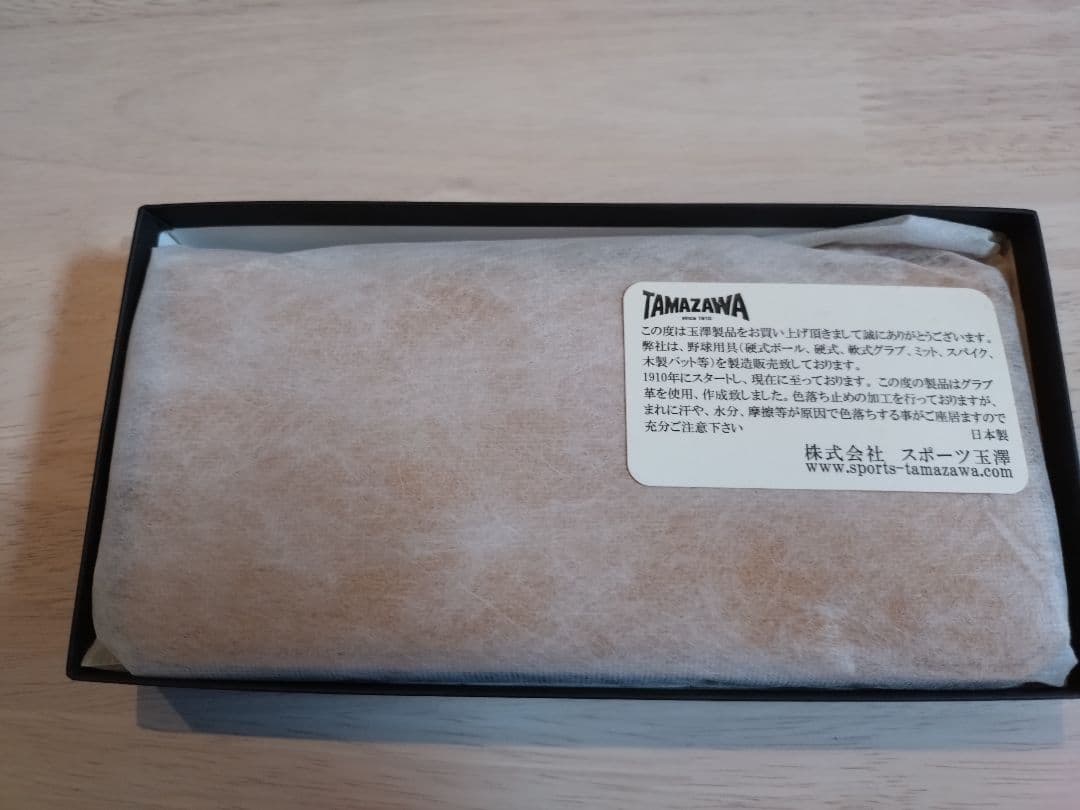 TAMAZAWA
since 1910
この度は玉澤製品をお買い上げ頂きまして誠にありがとうございます。
弊社は、野球用具(硬式ボール、硬式、軟式グラブ、ミット、スパイク、
木製バット等)を製造販売致しております。
1910年にスタートし、現在に至っております。この度の製品はグラブ
革を使用、作成致しました。色落ち止めの加工を行っておりますが、
まれに汗や、水分、摩擦等が原因で色落ちする事がご座居ますので
充分ご注意下さい
日本製
株式会社 スポーツ玉澤
www.sports-tamazawa.com